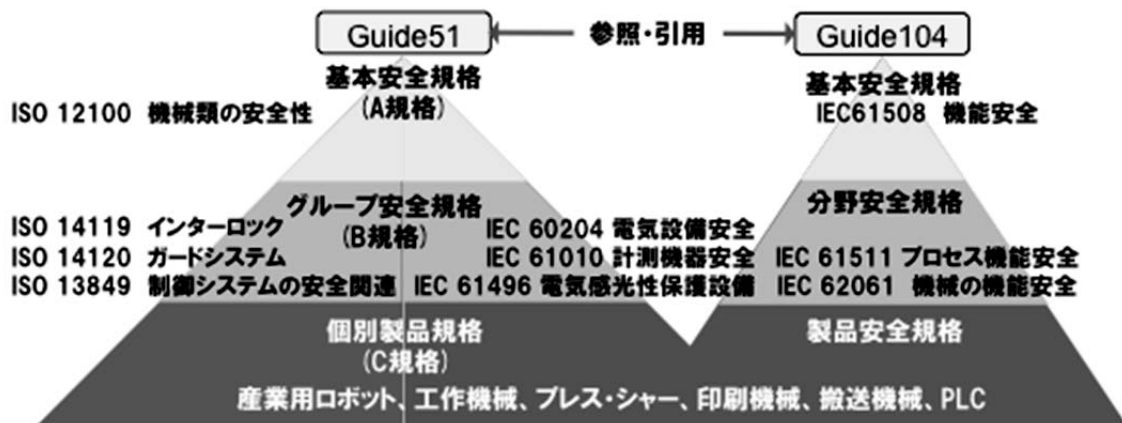 Guide51 参照・引用 Guide104
基本安全規格
(A規格)
ISO 12100 機械類の安全性
基本安全規格
IEC61508 機能安全
グループ安全規格
(B規格)
ISO 14119 インターロック
ISO 14120 ガードシステム
ISO 13849 制御システムの安全関連
IEC 60204 電気設備安全
IEC 61010 計測機器安全
IEC 61496 電気感光性保護設備
分野安全規格
IEC 61511 プロセス機能安全
IEC 62061 機械の機能安全
個別製品規格
(C規格)
製品安全規格
産業用ロボット、工作機械、プレス・シャー、印刷機械、搬送機械、PLC